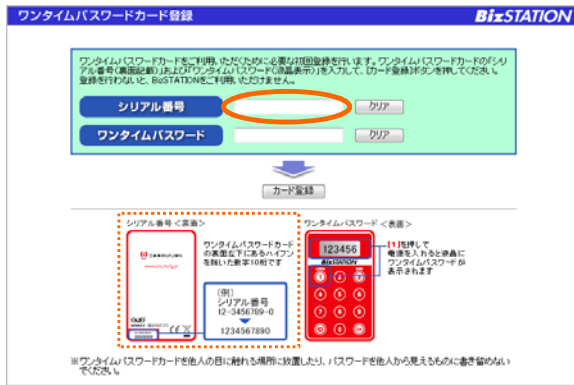 ワンタイムパスワードカード登録
BizSTATION
ワンタイムパスワードカードをご利用いただくために必要な初回登録を行います。ワンタイムパスワードカードの「シリ
アル番号（裏面記載）」および「ワンタイムパスワード（液晶表示）」を入力して、「カード登録」ボタンを押してください。
登録を行わないと、BizSTATIONをご利用いただけません。
シリアル番号
クリア
ワンタイムパスワード
クリア
カード登録
シリアル番号＜裏面＞
ワンタイムパスワードカード
の裏面左下にあるハイフン
を除いた数字10桁です
(例)
シリアル番号
12-3456789-0
1234567890
ワンタイムパスワード＜表面＞
123456
BizSTATION
[1]を押して
電源を入れると液晶に
ワンタイムパスワードが
表示されます
※ワンタイムパスワードカードを他人の目に触れる場所に放置したり、パスワードを他人から見えるものに書き留めない
でください。